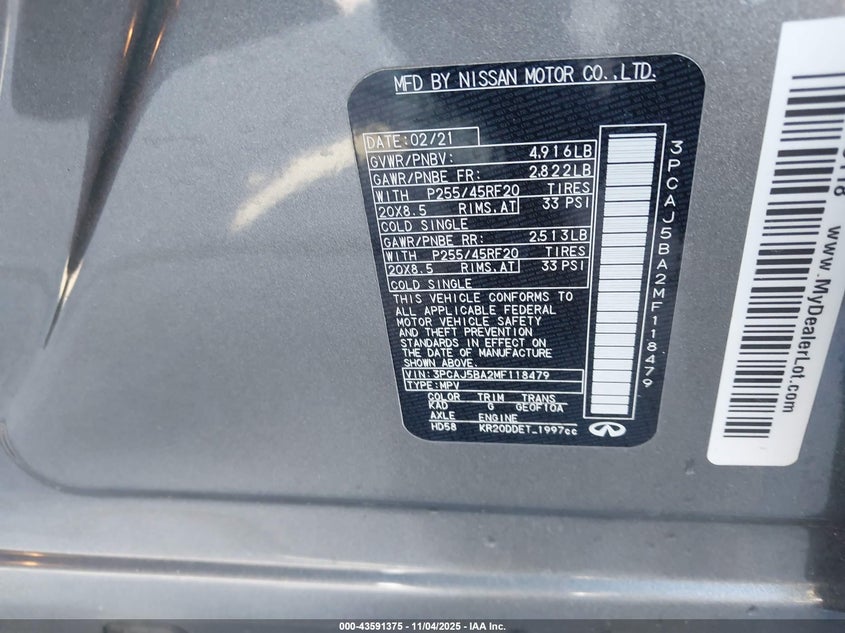 MFD BY NISSAN MOTOR CO.,LTD.
DATE:02/21
GVWR/PNBV: 4,916LB
GAWR/PNBE FR: 2,822LB
WITH P255/45RF20 TIRES
20X8.5 RIMS.AT 33 PSI
COLD SINGLE
GAWR/PNBE RR: 2,513LB
WITH P255/45RF20 TIRES
20X8.5 RIMS.AT 33 PSI
COLD SINGLE
THIS VEHICLE CONFORMS TO
ALL APPLICABLE FEDERAL
MOTOR VEHICLE SAFETY
AND THEFT PREVENTION
STANDARDS IN EFFECT ON
THE DATE OF MANUFACTURE
SHOWN ABOVE.
VIN:3PCAJ5BA2MF118479
TYPE:MPV
COLOR TRIM TRANS
KAD G GE0F10A
AXLE ENGINE
HD58 KR20DDET_1997cc
3PCAJ5BA2MF118479
www.MyDealerLot.com
000-43591375 - 11/04/2025 - IAA Inc.